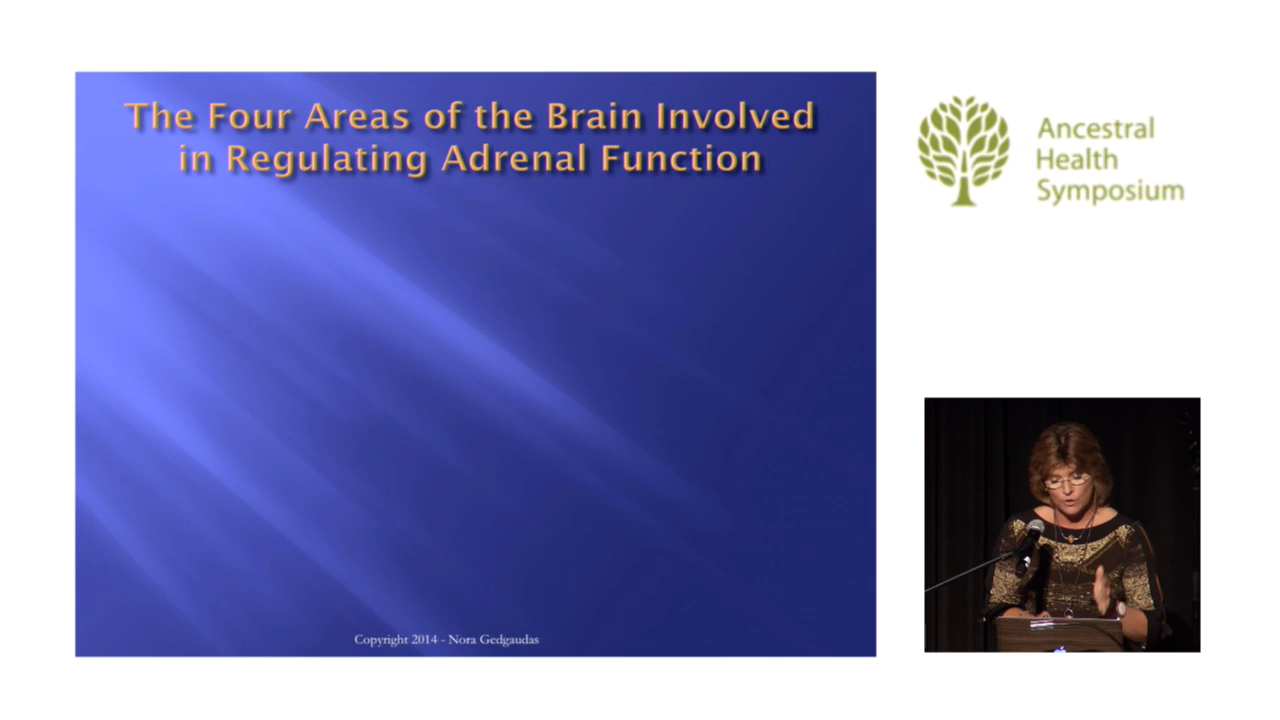 The Four Areas of the Brain Involved
in Regulating Adrenal Function
Copyright 2014 - Nora Gedgaudas
Ancestral
Health
Symposium